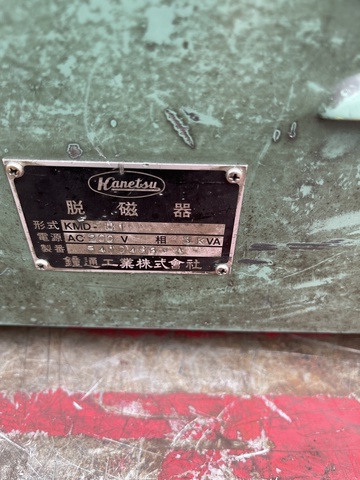 Kanetsu
脱磁器
形式 KMD-
電源 AC 200 V 相 KVA
製番
鐘通工業株式會社